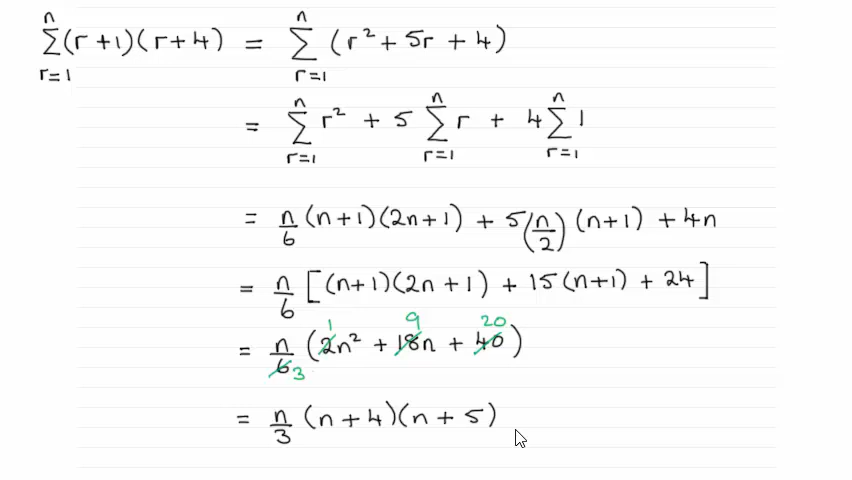 n n
∑(r+1)(r+4) = ∑ (r² + 5r + 4)
r=1 r=1
n n n
= ∑ r² + 5 ∑ r + 4∑ 1
r=1 r=1 r=1
= n/6 (n+1)(2n+1) + 5(n/2)(n+1) + 4n
= n/6 [(n+1)(2n+1) + 15(n+1) + 24]
1 9 20
= n/6 (2n² + 18n + 40)
3
= n/3 (n+4)(n+5)